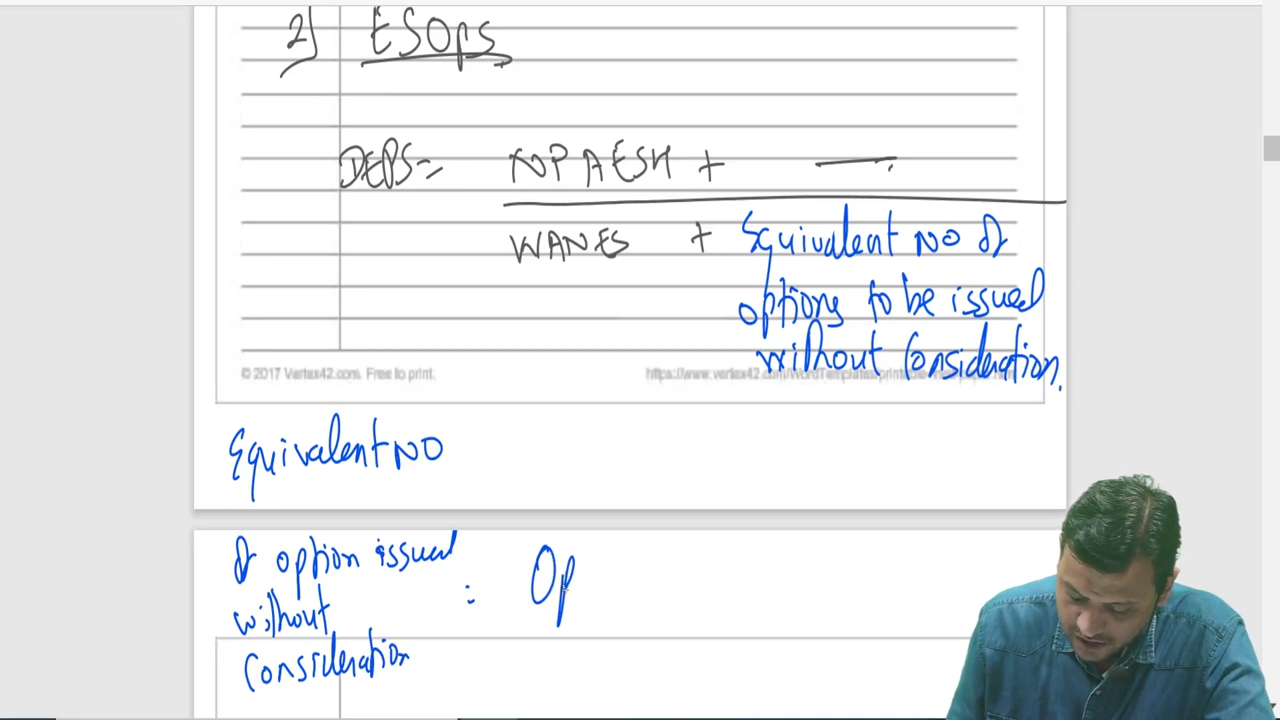 2) ESOPS
DEPS = NPAESH + —
WANES + Equivalent NO of
options to be issued
without Consideration.
© 2017 Vertex42.com. Free to print.
Equivalent NO
of option issued
without : Op
Consideration